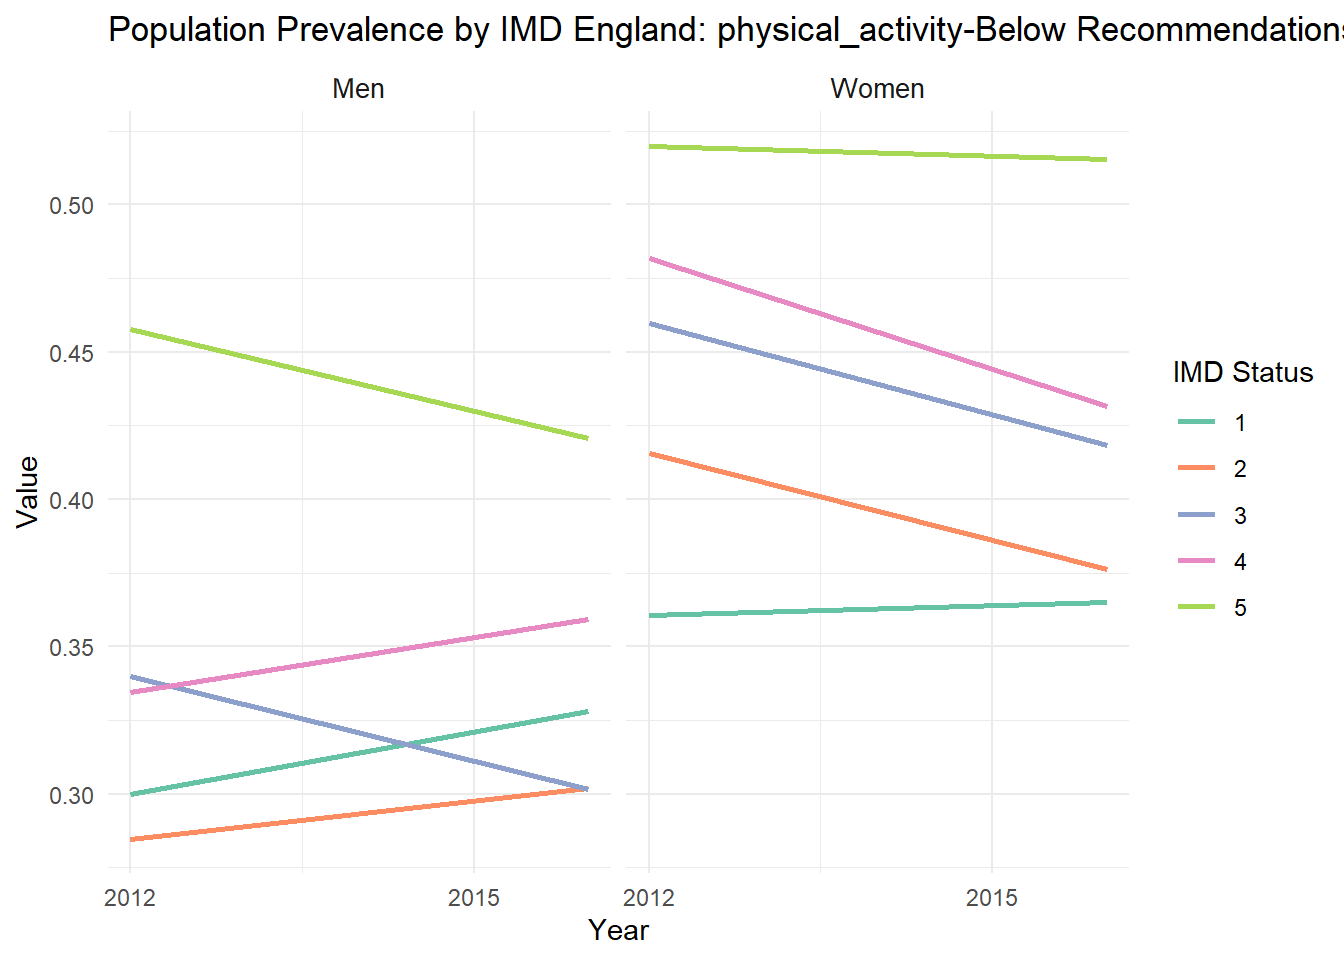 Population Prevalence by IMD England: physical_activity-Below Recommendations
Men
Women
0.50
0.45
0.40
0.35
0.30
Value
2012
2015
2012
2015
Year
IMD Status
1
2
3
4
5